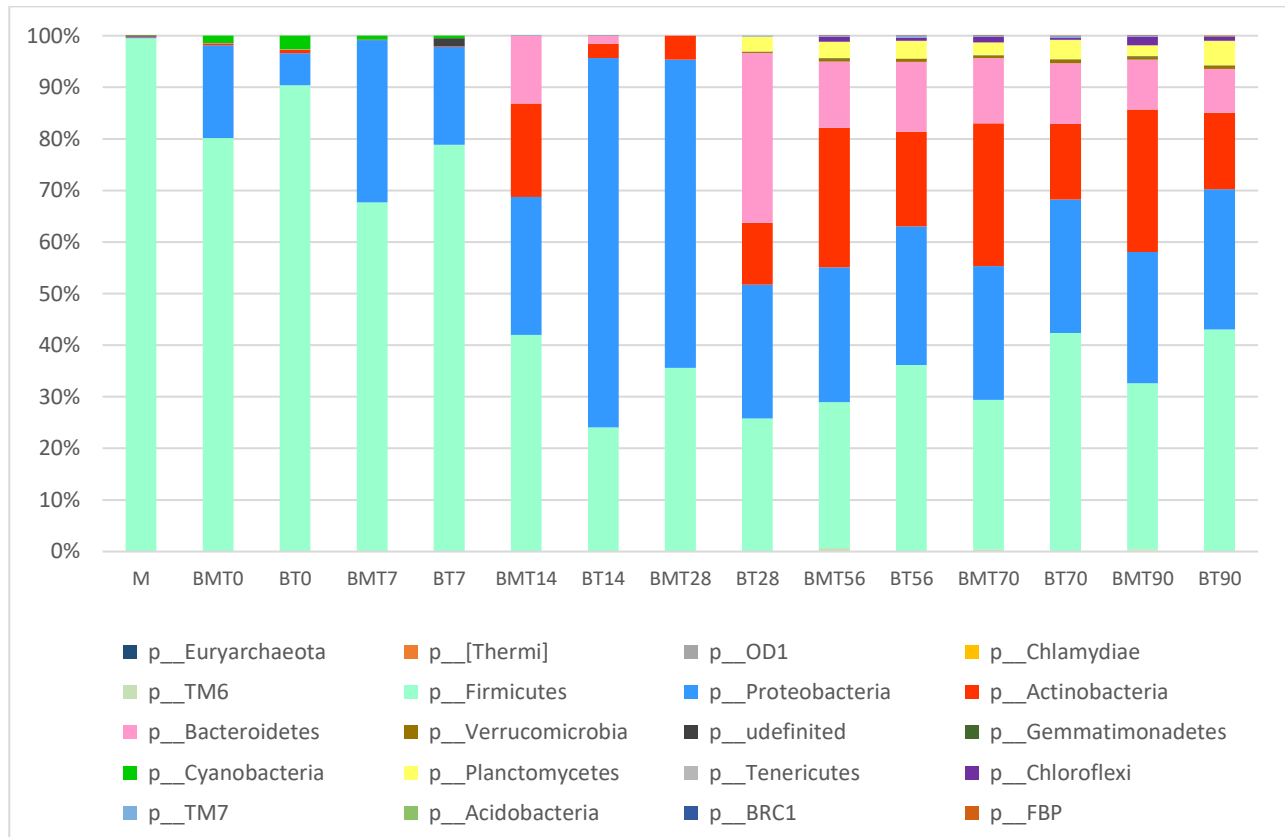 100%
90%
80%
70%
60%
50%
40%
30%
20%
10%
0%
M BMT0 BT0 BMT7 BT7 BMT14 BT14 BMT28 BT28 BMT56 BT56 BMT70 BT70 BMT90 BT90
p__Euryarchaeota p__[Thermi] p__OD1 p__Chlamydiae
p__TM6 p__Firmicutes p__Proteobacteria p__Actinobacteria
p__Bacteroidetes p__Verrucomicrobia p__udefinited p__Gemmatimonadetes
p__Cyanobacteria p__Planctomycetes p__Tenericutes p__Chloroflexi
p__TM7 p__Acidobacteria p__BRC1 p__FBP